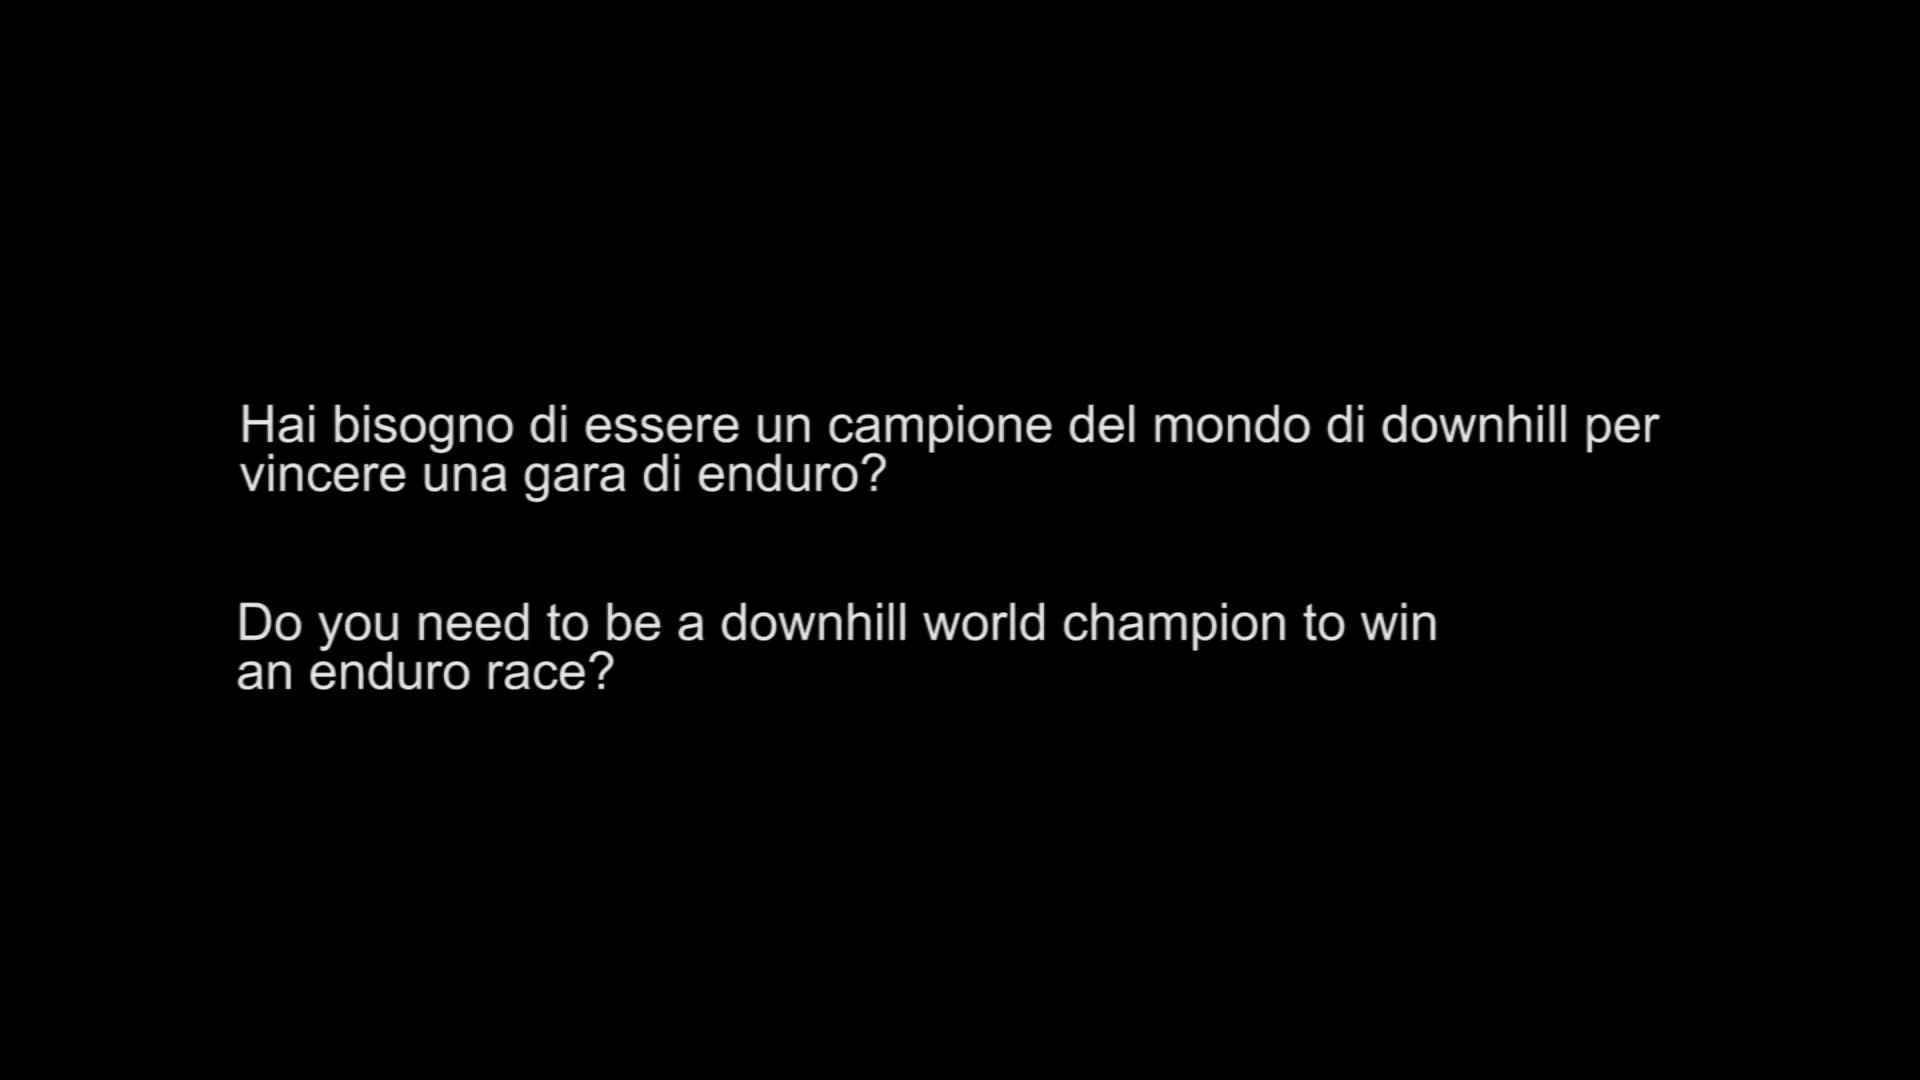 Hai bisogno di essere un campione del mondo di downhill per
vincere una gara di enduro?
Do you need to be a downhill world champion to win
an enduro race?